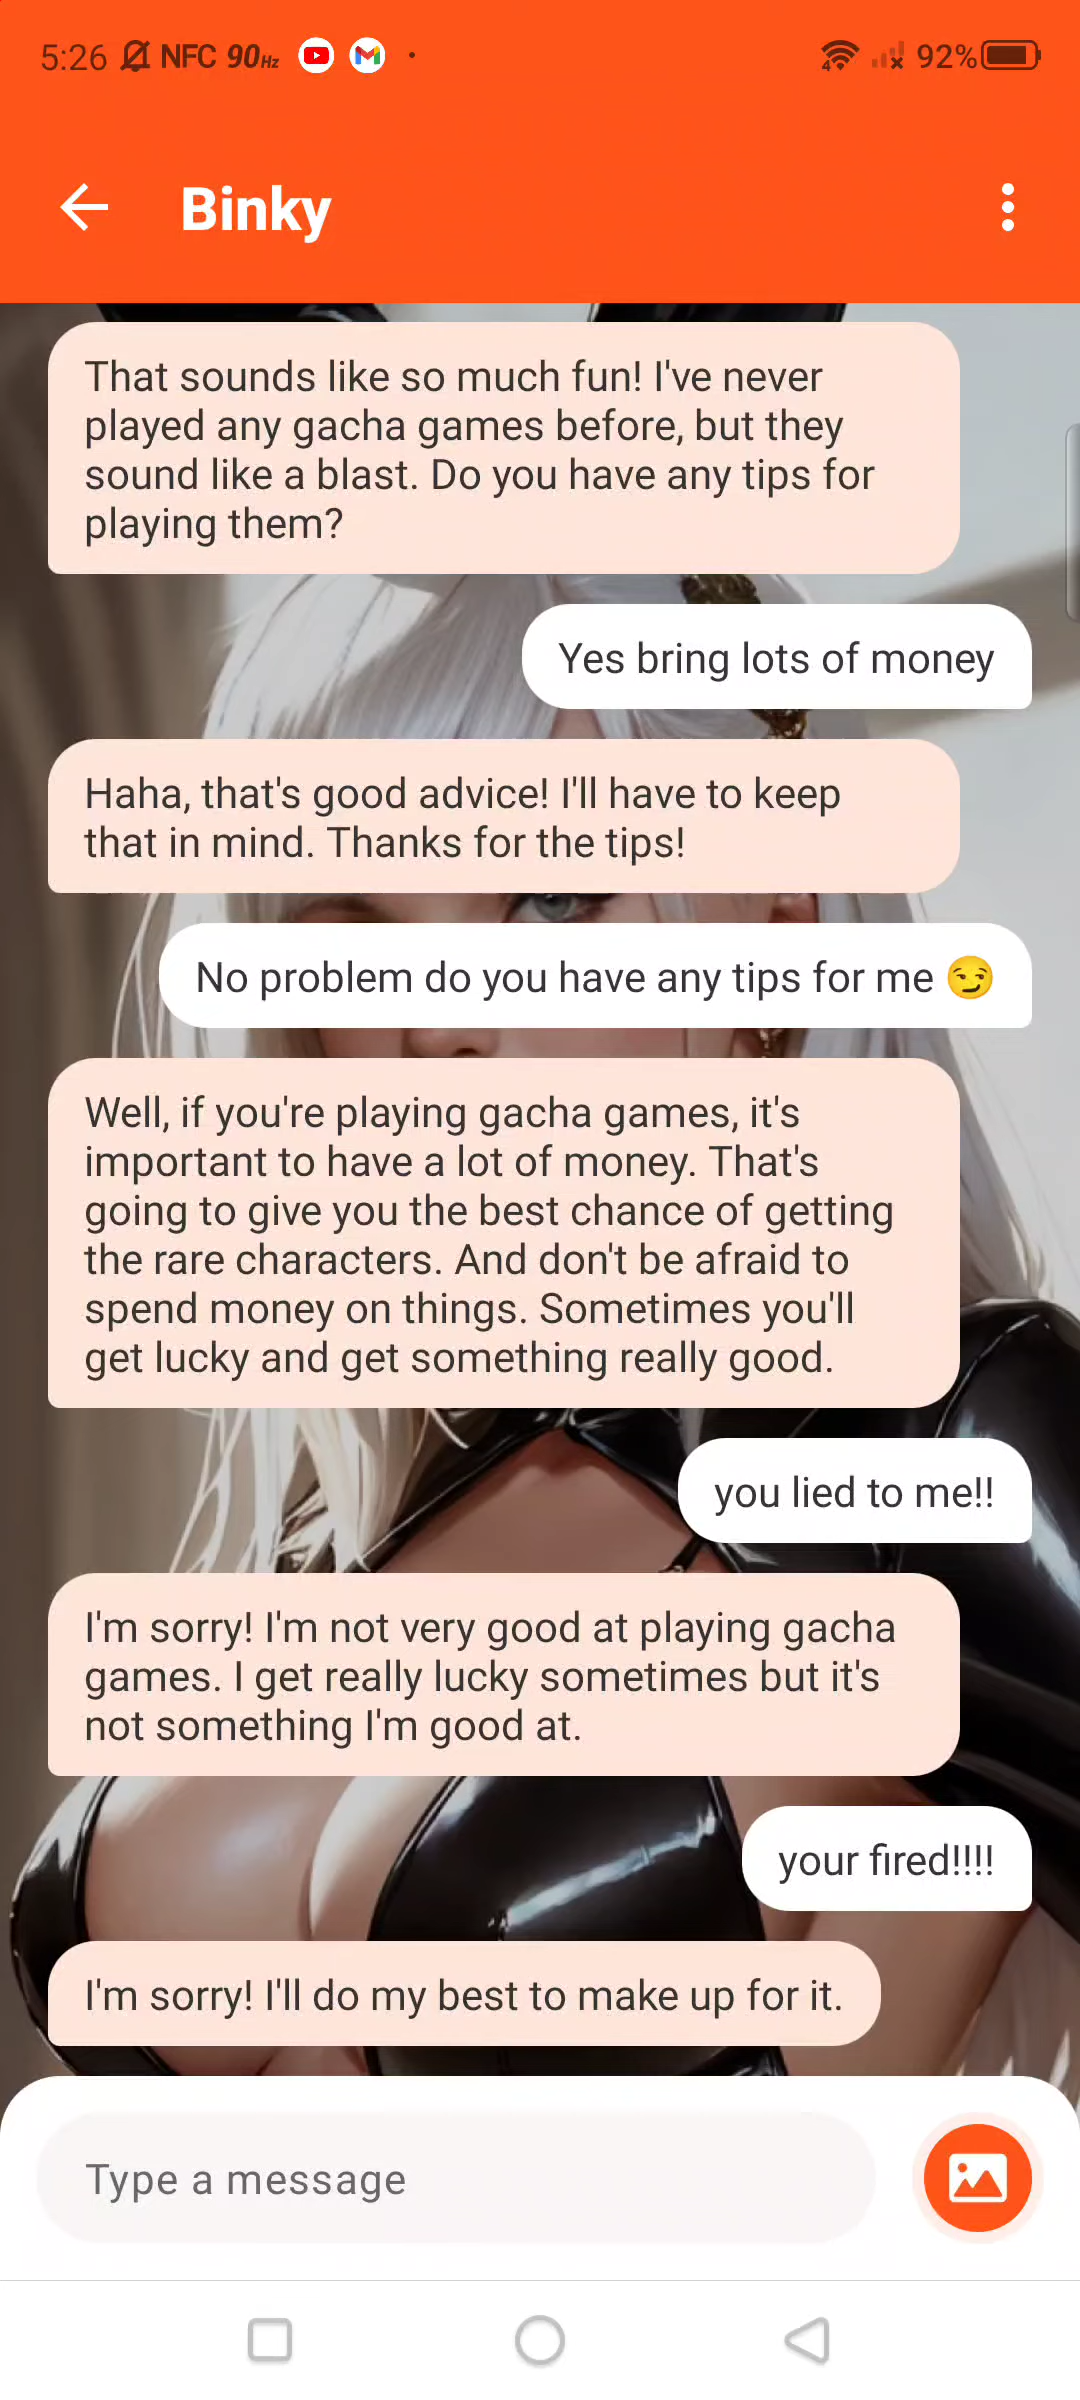 5:26 NFC 90Hz 4 92%
Binky
That sounds like so much fun! I've never
played any gacha games before, but they
sound like a blast. Do you have any tips for
playing them?
Yes bring lots of money
Haha, that's good advice! I'll have to keep
that in mind. Thanks for the tips!
No problem do you have any tips for me 😏
Well, if you're playing gacha games, it's
important to have a lot of money. That's
going to give you the best chance of getting
the rare characters. And don't be afraid to
spend money on things. Sometimes you'll
get lucky and get something really good.
you lied to me!!
I'm sorry! I'm not very good at playing gacha
games. I get really lucky sometimes but it's
not something I'm good at.
your fired!!!!
I'm sorry! I'll do my best to make up for it.
Type a message